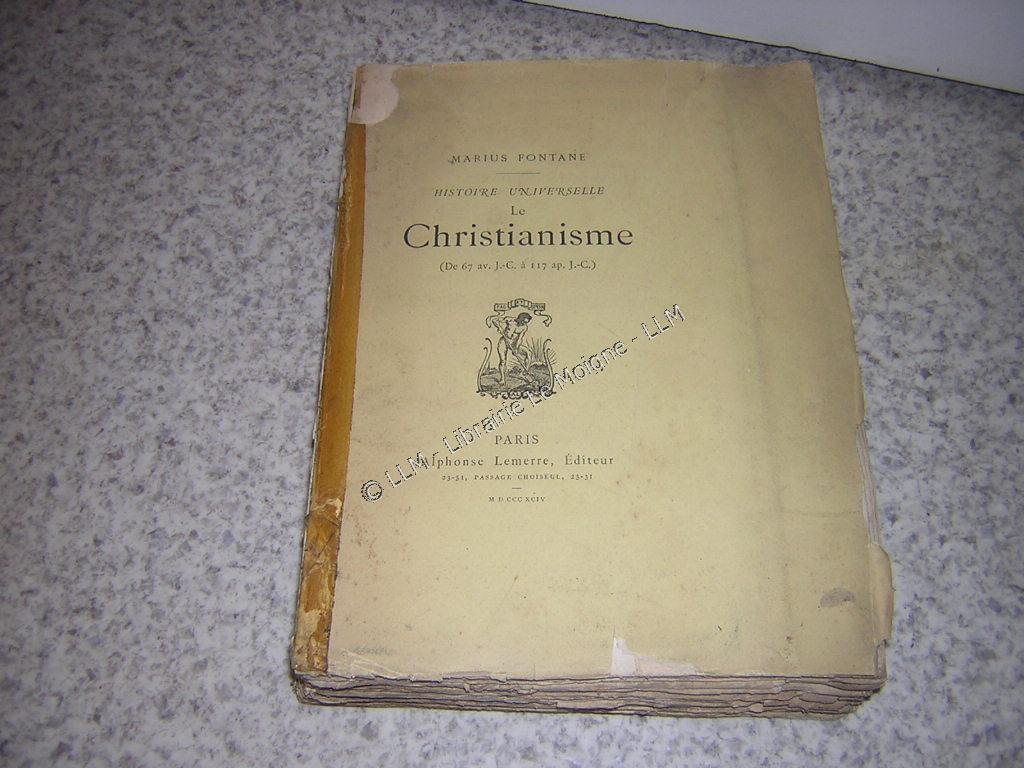 MARIUS FONTANE
HISTOIRE UNIVERSELLE
Le
Christianisme
(De 67 av. J.-C. à 117 ap. J.-C.)
PARIS
Alphonse Lemerre, Éditeur
23-31, PASSAGE CHOISEUL, 23-31
M D CCC XCIV
© LLM - Librairie Le Moigne - LLM